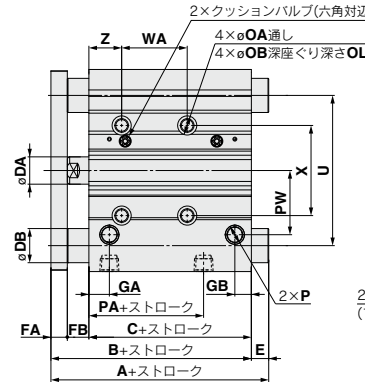 2×クッションバルブ(六角対辺
Z
WA
4×øOA通し
4×øOB深座ぐり深さOL
øDA
X
U
PW
øDB
GA
GB
2×P
PA+ストローク
FA
FB
C+ストローク
B+ストローク
E
A+ストローク
2
(